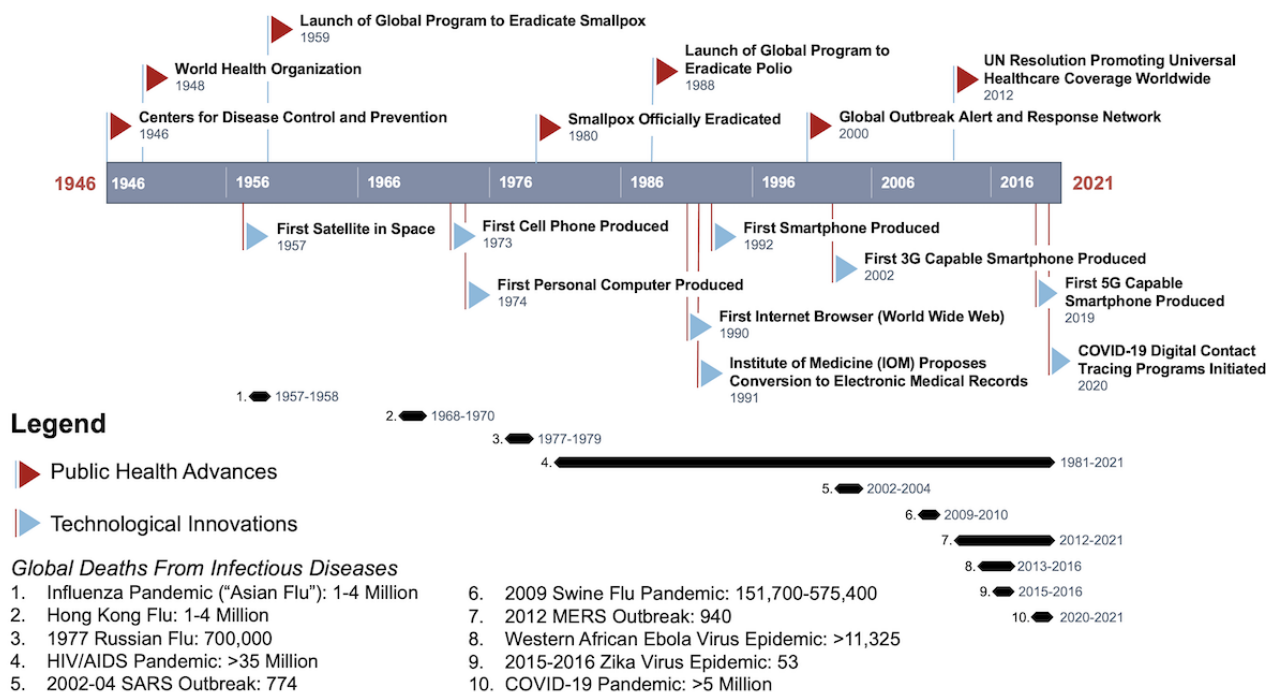 Launch of Global Program to Eradicate Smallpox
1959
World Health Organization
1948
Centers for Disease Control and Prevention
1946
Launch of Global Program to
Eradicate Polio
1988
Smallpox Officially Eradicated
1980
UN Resolution Promoting Universal
Healthcare Coverage Worldwide
2012
Global Outbreak Alert and Response Network
2000
1946 1946 1956 1966 1976 1986 1996 2006 2016 2021
First Satellite in Space
1957
First Cell Phone Produced
1973
First Personal Computer Produced
1974
First Smartphone Produced
1992
First 3G Capable Smartphone Produced
2002
First 5G Capable
Smartphone Produced
2019
First Internet Browser (World Wide Web)
1990
Institute of Medicine (IOM) Proposes
Conversion to Electronic Medical Records
1991
COVID-19 Digital Contact
Tracing Programs Initiated
2020
1. 1957-1958
2. 1968-1970
3. 1977-1979
4. 1981-2021
5. 2002-2004
6. 2009-2010
7. 2012-2021
8. 2013-2016
9. 2015-2016
10. 2020-2021
Legend
Public Health Advances
Technological Innovations
Global Deaths From Infectious Diseases
1. Influenza Pandemic (“Asian Flu”): 1-4 Million
2. Hong Kong Flu: 1-4 Million
3. 1977 Russian Flu: 700,000
4. HIV/AIDS Pandemic: >35 Million
5. 2002-04 SARS Outbreak: 774
6. 2009 Swine Flu Pandemic: 151,700-575,400
7. 2012 MERS Outbreak: 940
8. Western African Ebola Virus Epidemic: >11,325
9. 2015-2016 Zika Virus Epidemic: 53
10. COVID-19 Pandemic: >5 Million